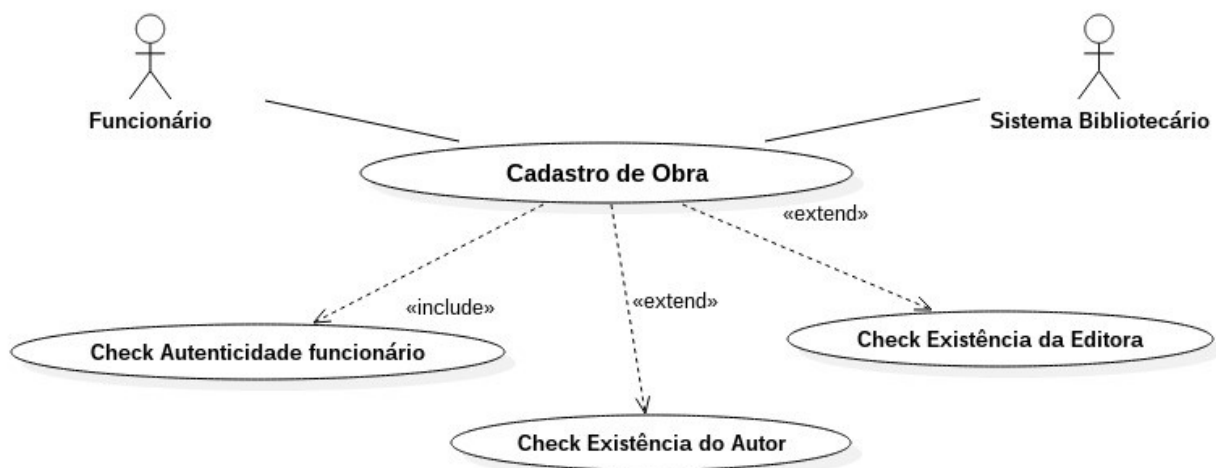 Funcionário
Sistema Bibliotecário
Cadastro de Obra
«extend»
«include»
«extend»
Check Autenticidade funcionário
Check Existência da Editora
Check Existência do Autor